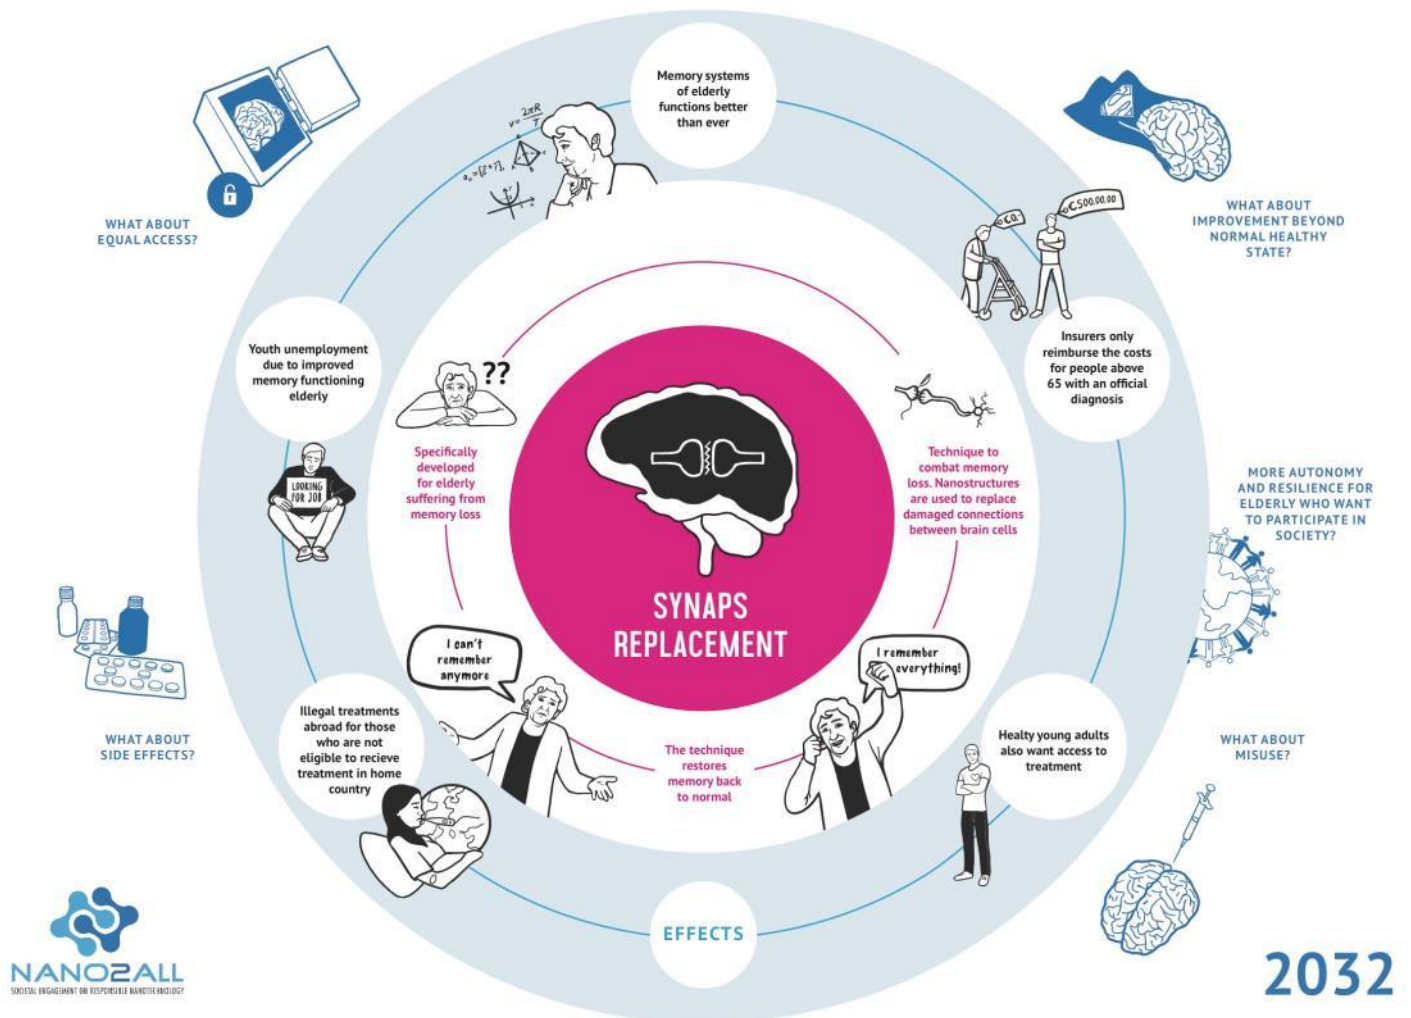 Memory systems
of elderly
functions better
than ever
v = 2πR
T
WHAT ABOUT
EQUAL ACCESS?
€0,-
€500.00,00
WHAT ABOUT
IMPROVEMENT BEYOND
NORMAL HEALTHY
STATE?
Youth unemployment
due to improved
memory functioning
elderly
LOOKING
FOR JOB
Insurers only
reimburse the costs
for people above
65 with an official
diagnosis
??
Specifically
developed
for elderly
suffering from
memory loss
Technique to
combat memory
loss. Nanostructures
are used to replace
damaged connections
between brain cells
MORE AUTONOMY
AND RESILIENCE FOR
ELDERLY WHO WANT
TO PARTICIPATE IN
SOCIETY?
SYNAPS
REPLACEMENT
I can't
remember
anymore
I remember
everything!
The technique
restores
memory back
to normal
WHAT ABOUT
SIDE EFFECTS?
Illegal treatments
abroad for those
who are not
eligible to recieve
treatment in home
country
Healty young adults
also want access to
treatment
WHAT ABOUT
MISUSE?
EFFECTS
NANO2ALL
SOCIETAL ENGAGEMENT ON RESPONSIBLE NANOTECHNOLOGY
2032